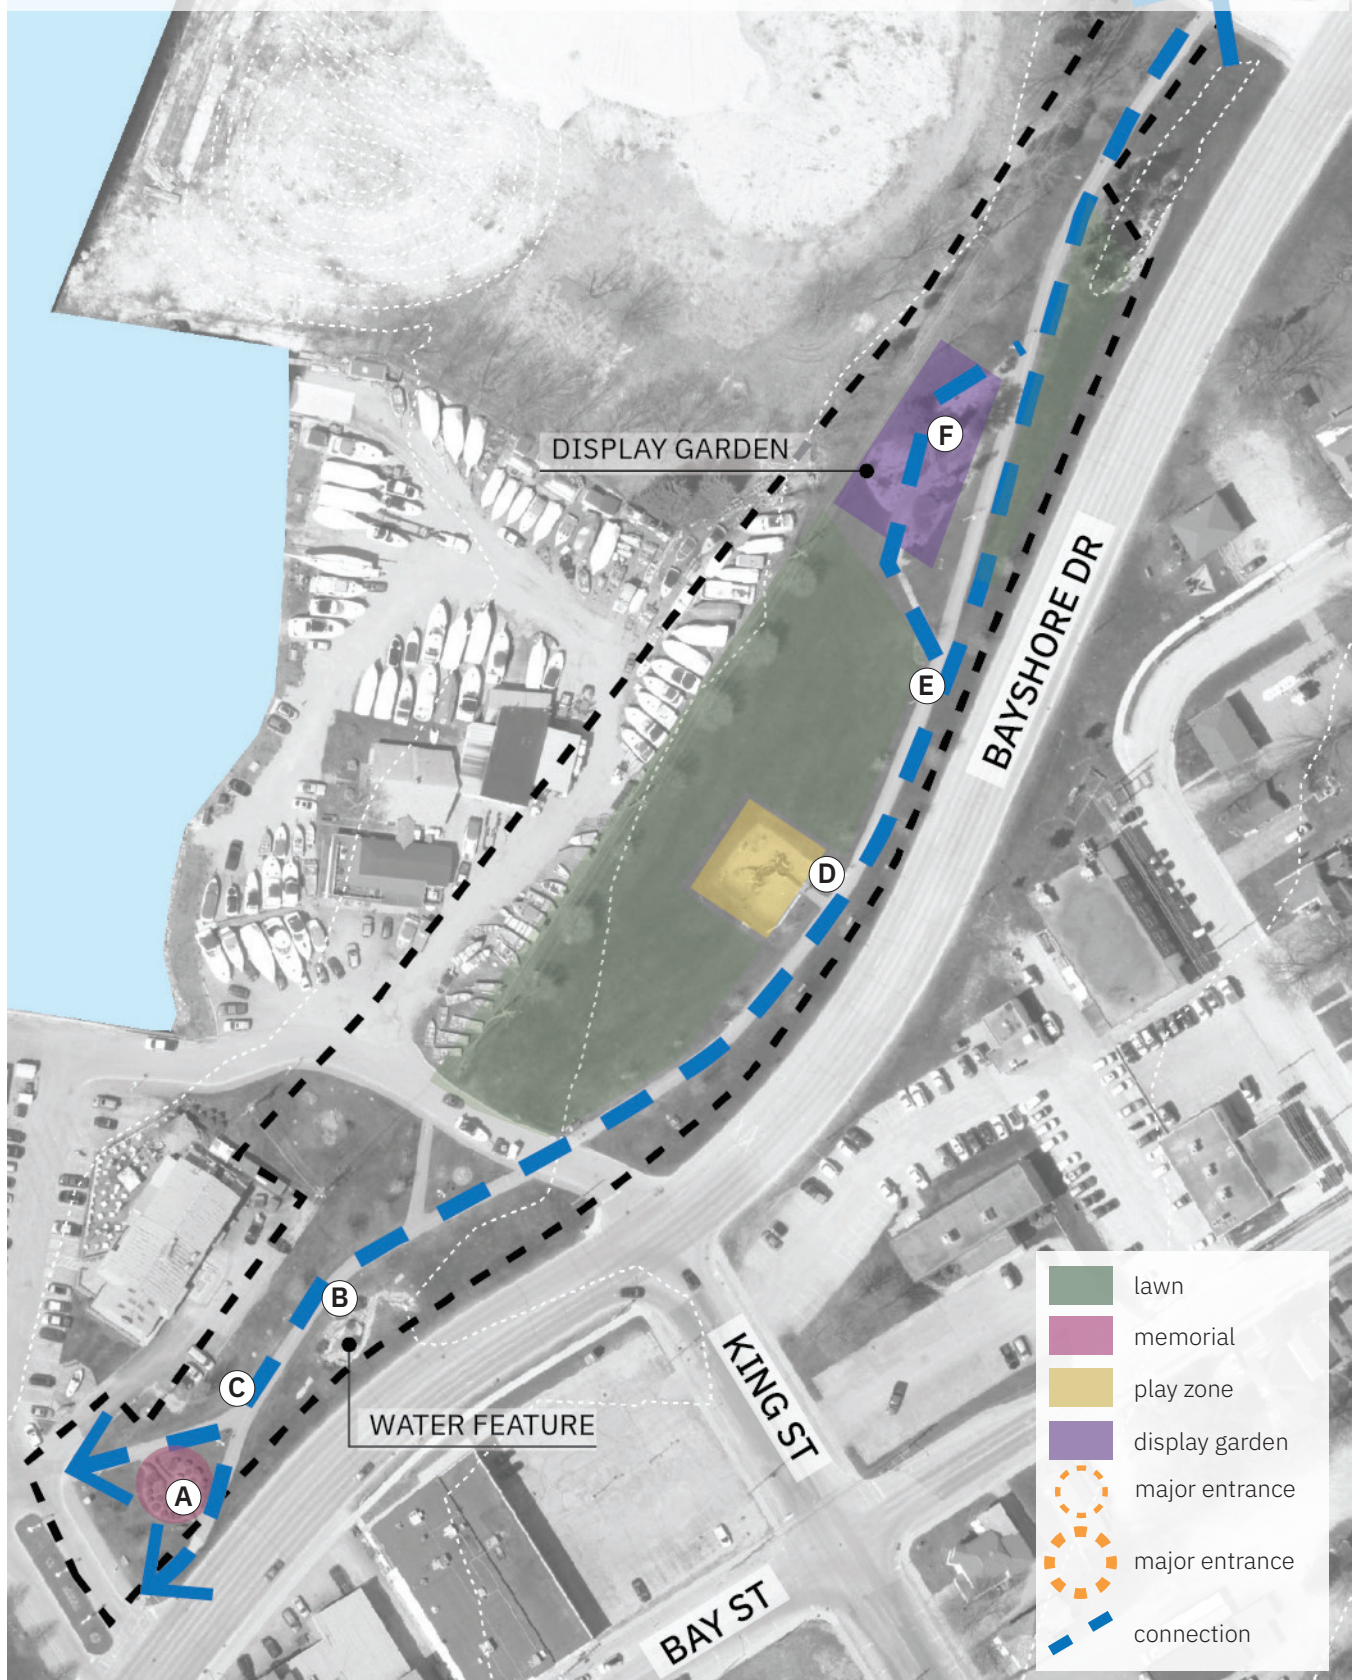 DISPLAY GARDEN
F
BAYSHORE DR
E
D
B
C
WATER FEATURE
A
KING ST
BAY ST
lawn
memorial
play zone
display garden
major entrance
major entrance
connection